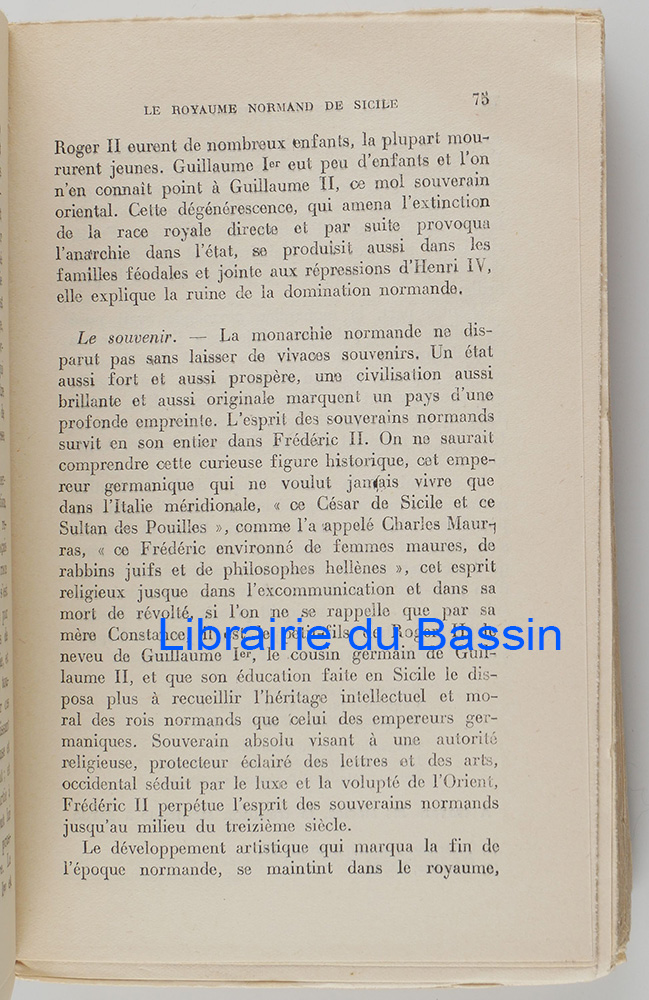 LE ROYAUME NORMAND DE SICILE 75
Roger II eurent de nombreux enfants, la plupart mou-
rurent jeunes. Guillaume Ier eut peu d'enfants et l'on
n'en connaît point à Guillaume II, ce mol souverain
oriental. Cette dégénérescence, qui amena l'extinction
de la race royale directe et par suite provoqua
l'anarchie dans l'état, se produisit aussi dans les
familles féodales et jointe aux répressions d'Henri IV,
elle explique la ruine de la domination normande.
Le souvenir. — La monarchie normande ne dis-
parut pas sans laisser de vivaces souvenirs. Un état
aussi fort et aussi prospère, une civilisation aussi
brillante et aussi originale marquent un pays d'une
profonde empreinte. L'esprit des souverains normands
survit en son entier dans Frédéric II. On ne saurait
comprendre cette curieuse figure historique, cet empe-
reur germanique qui ne voulut jamais vivre que
dans l'Italie méridionale, « ce César de Sicile et ce
Sultan des Pouilles », comme l'a appelé Charles Maur-
ras, « ce Frédéric environné de femmes maures, de
rabbins juifs et de philosophes hellènes », cet esprit
religieux jusque dans l'excommunication et dans sa
mort de révolté, si l'on ne se rappelle que par sa
mère Constance, il est le petit-fils de Roger II, le
Librairie du Bassin
neveu de Guillaume Ier, le cousin germain de Guil-
laume II, et que son éducation faite en Sicile le dis-
posa plus à recueillir l'héritage intellectuel et mo-
ral des rois normands que celui des empereurs ger-
maniques. Souverain absolu visant à une autorité
religieuse, protecteur éclairé des lettres et des arts,
occidental séduit par le luxe et la volupté de l'Orient,
Frédéric II perpétue l'esprit des souverains normands
jusqu'au milieu du treizième siècle.
Le développement artistique qui marqua la fin de
l'époque normande, se maintint dans le royaume,